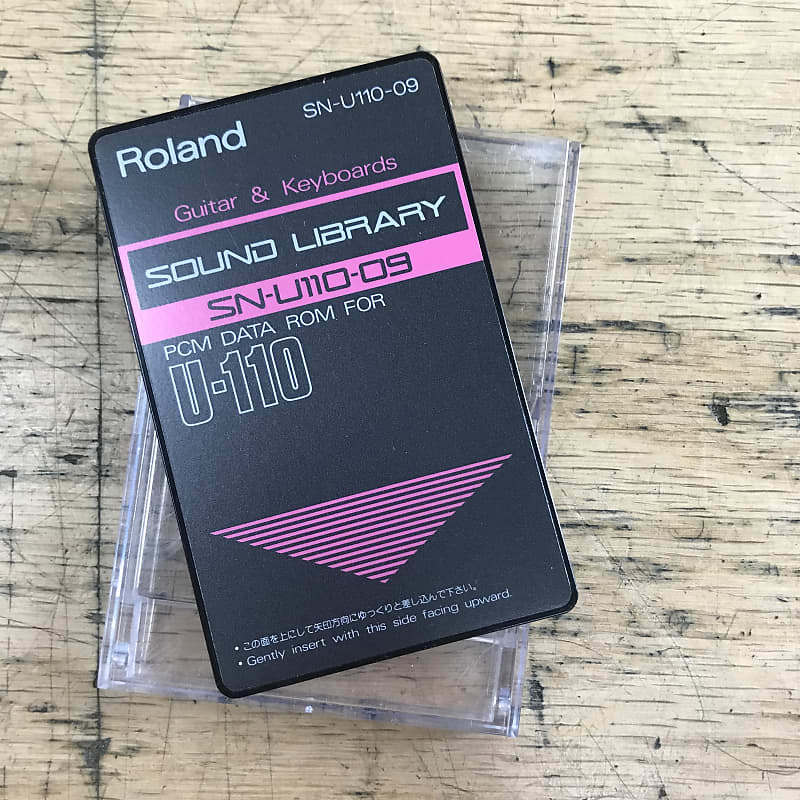 SN-U110-09
Roland
Guitar & Keyboards
SOUND LIBRARY
SN-U110-09
PCM DATA ROM FOR
U-110
• この面を上にして矢印方向にゆっくりと差し込んで下さい。
• Gently insert with this side facing upward.